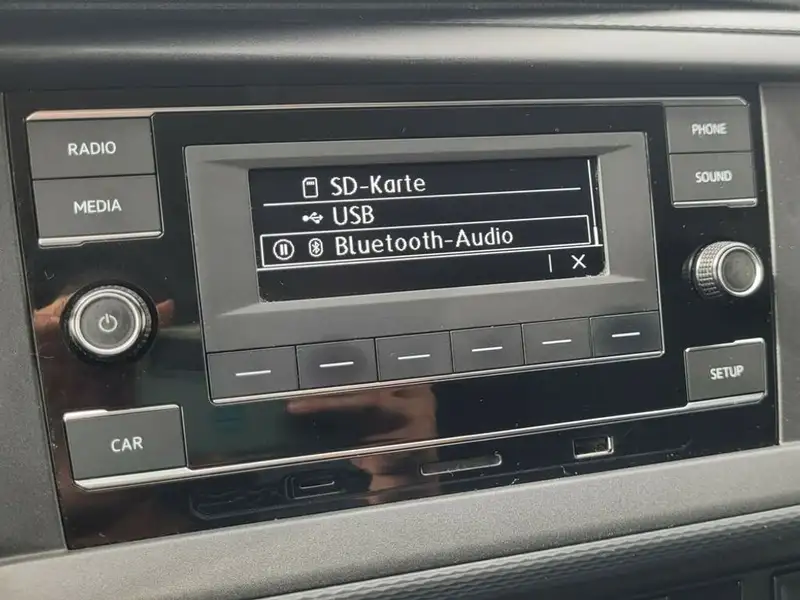 RADIO
MEDIA
SD-Karte
USB
Bluetooth-Audio
PHONE
SOUND
SETUP
CAR